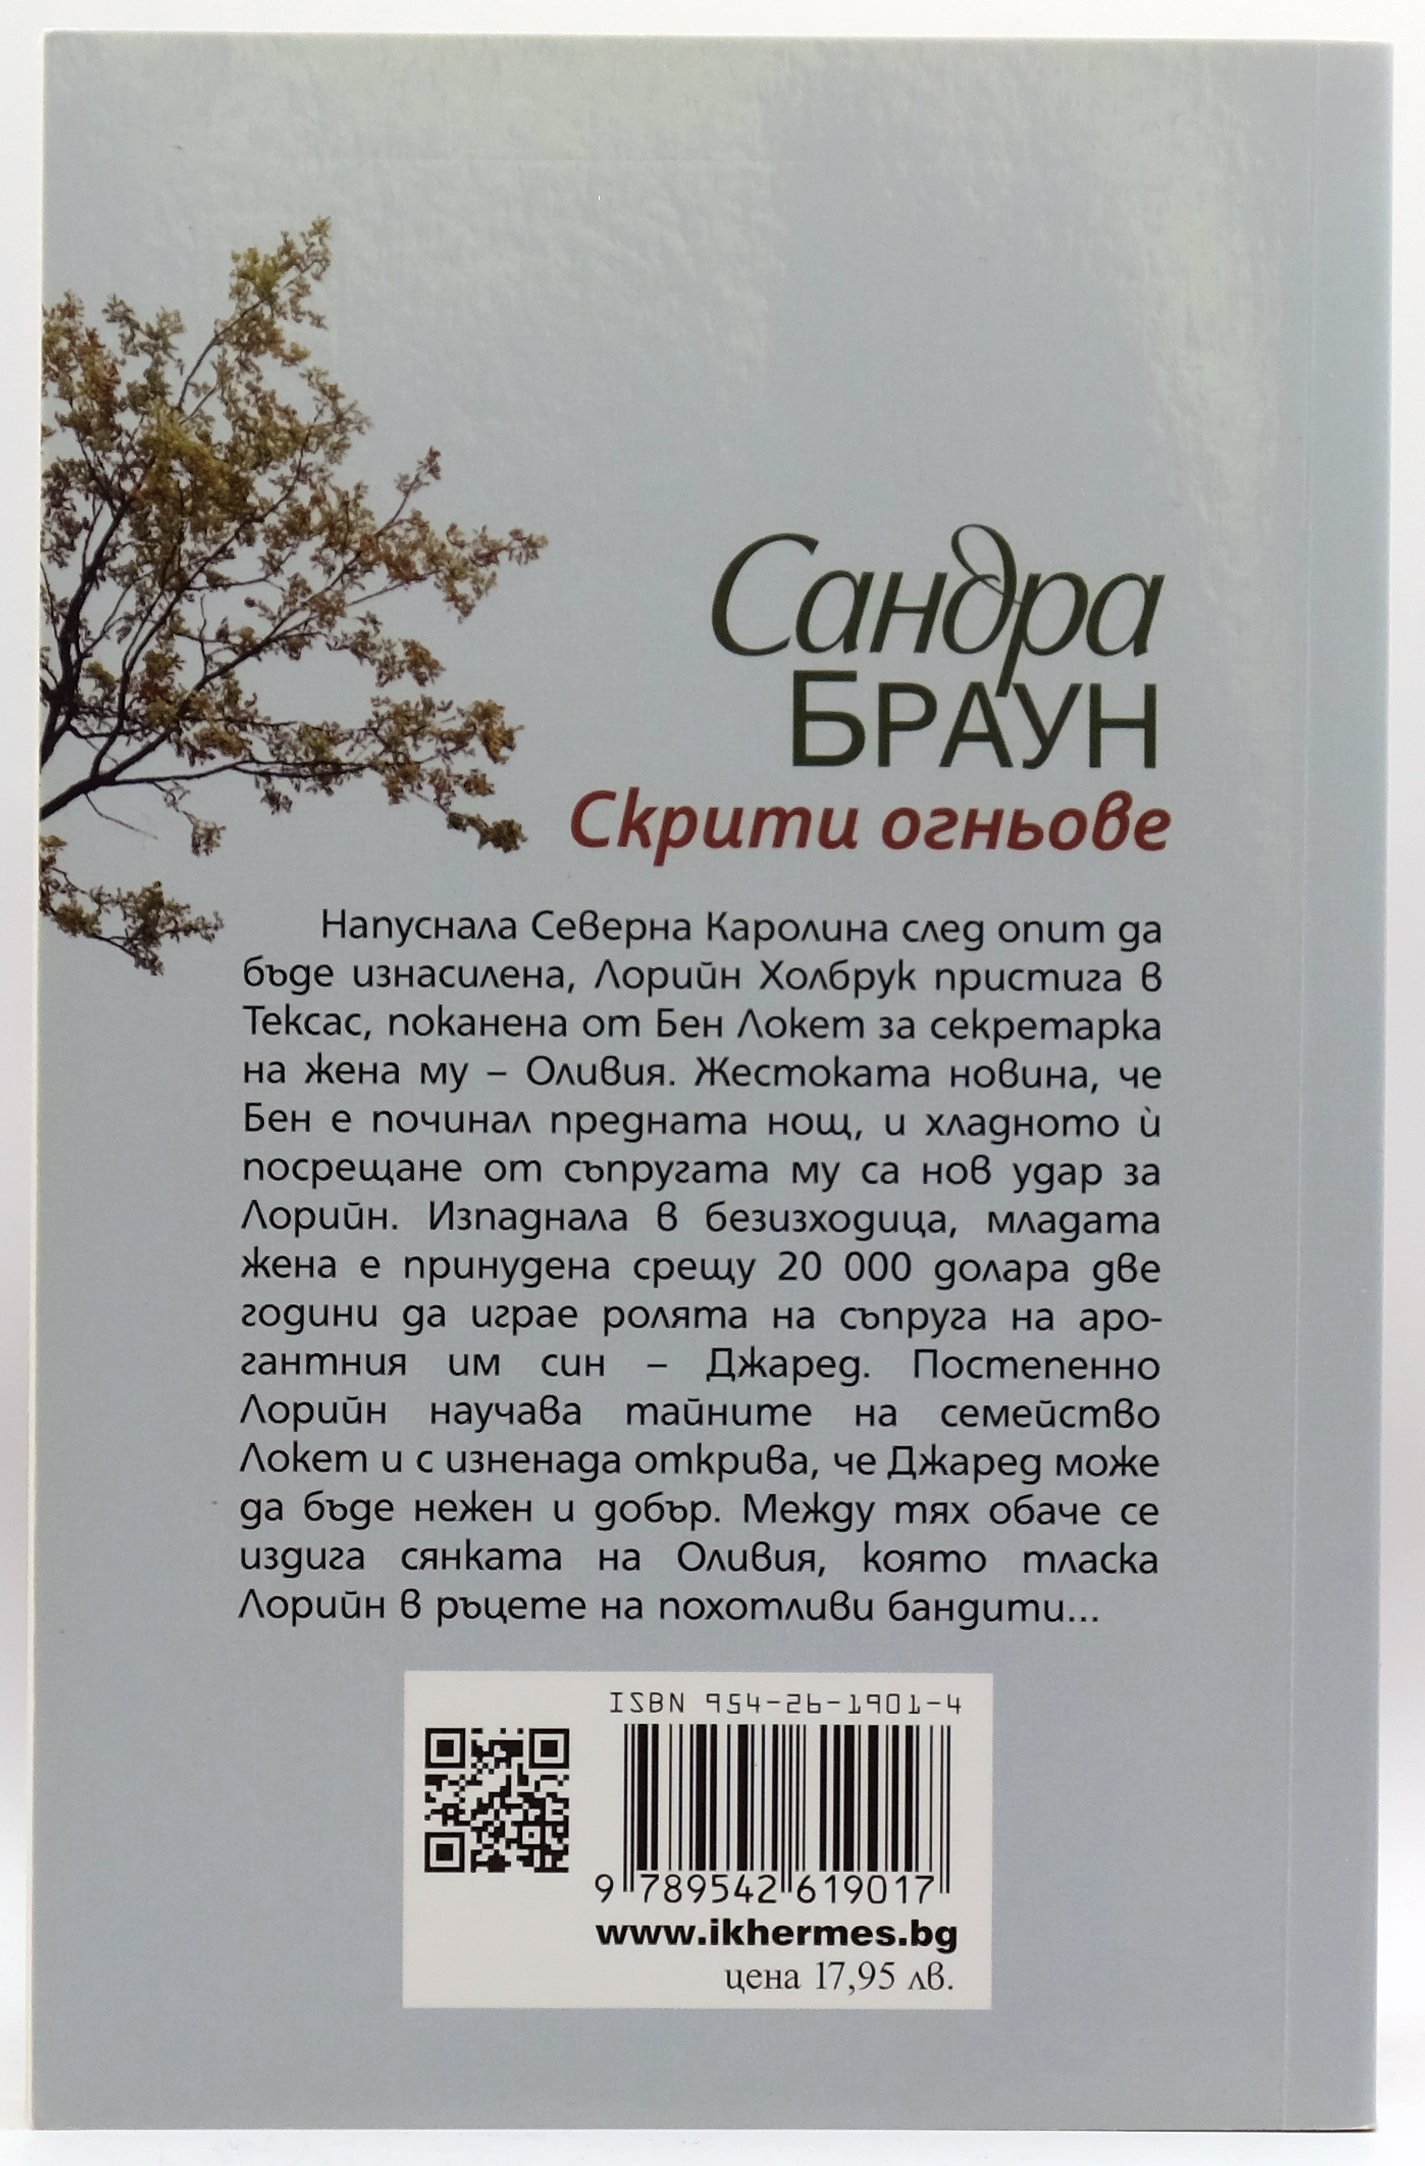 Сандра
БРАУН
Скрити огньове
Напуснала Северна Каролина след опит да
бъде изнасилена, Лорийн Холбрук пристига в
Тексас, поканена от Бен Локет за секретарка
на жена му – Оливия. Жестоката новина, че
Бен е починал предната нощ, и хладното ѝ
посрещане от съпругата му са нов удар за
Лорийн. Изпаднала в безизходица, младата
жена е принудена срещу 20 000 долара две
години да играе ролята на съпруга на аро-
гантния им син – Джаред. Постепенно
Лорийн научава тайните на семейство
Локет и с изненада открива, че Джаред може
да бъде нежен и добър. Между тях обаче се
издига сянката на Оливия, която тласка
Лорийн в ръцете на похотливи бандити...
ISBN 954-26-1901-4
9 789542 619017
www.ikhermes.bg
цена 17,95 лв.